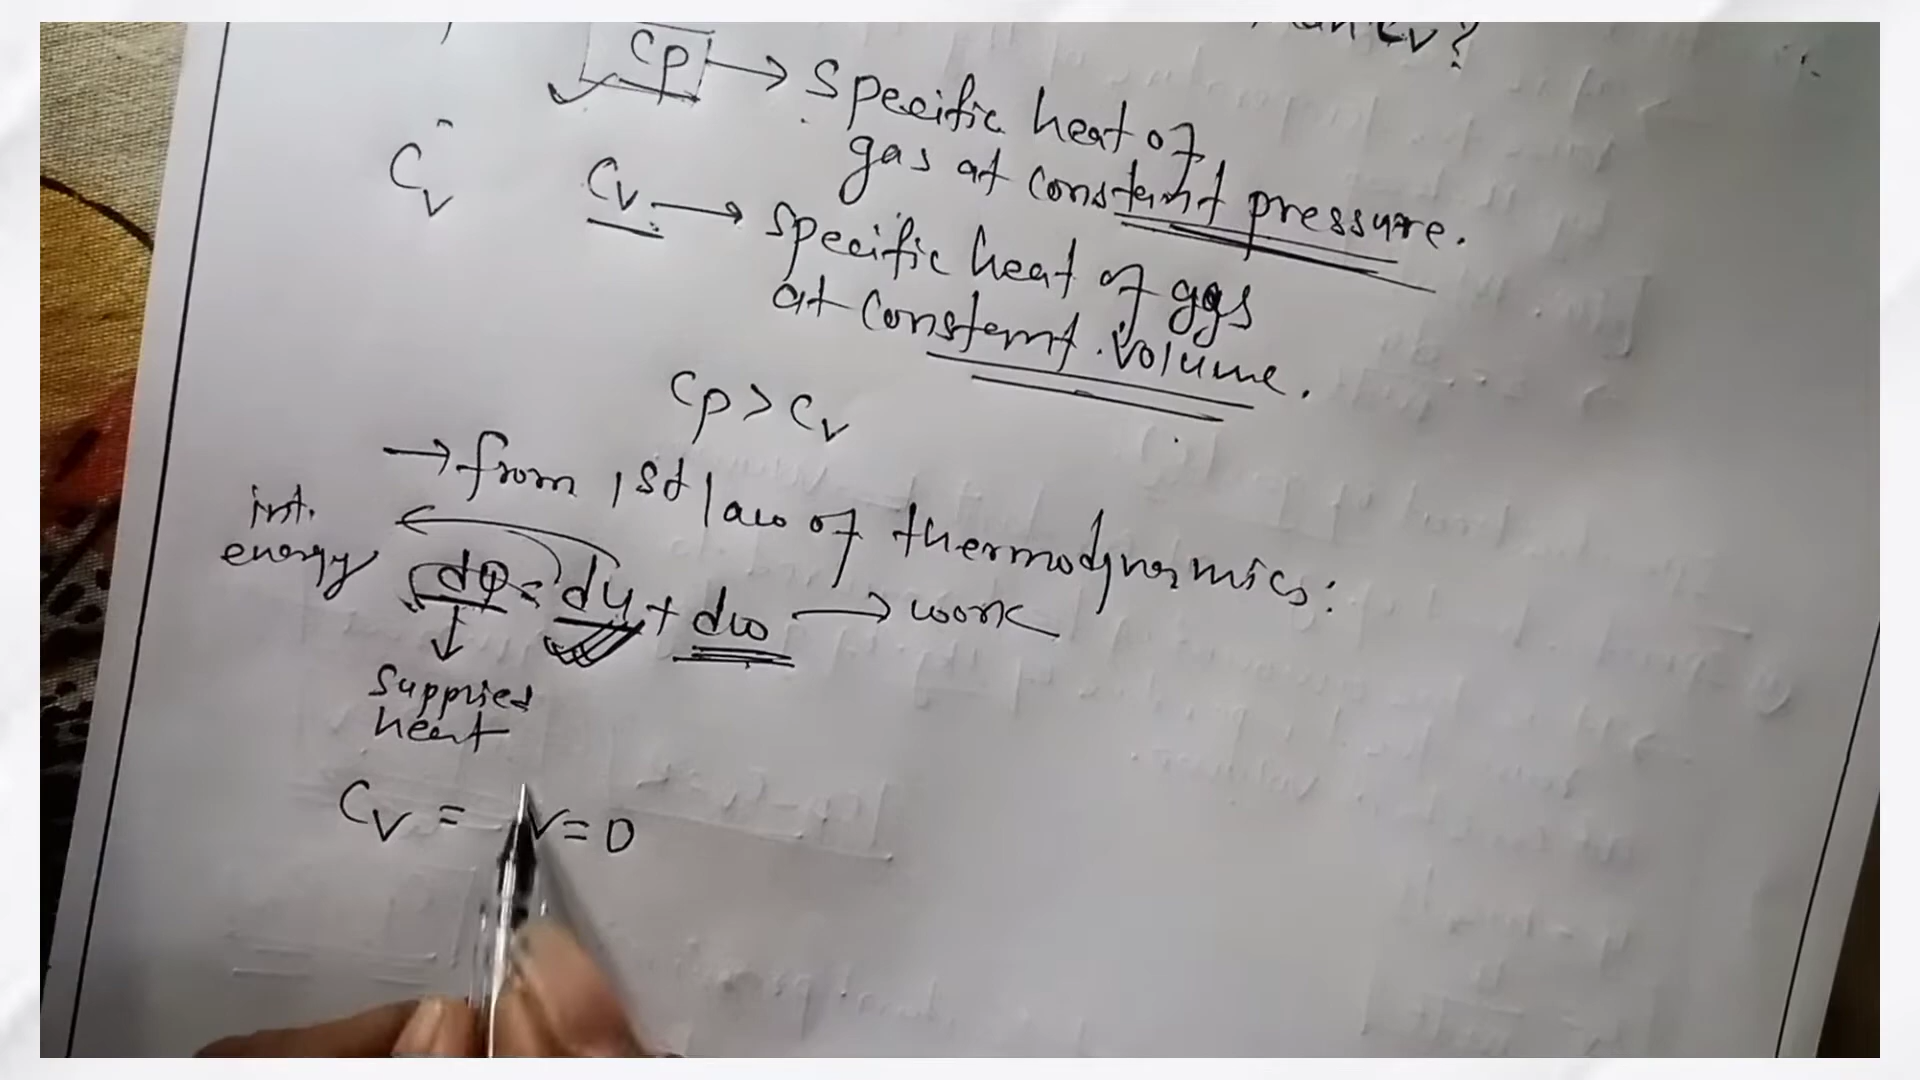 Cv?
Cp → Specific heat of
gas at constant pressure.
Cv
Cv → Specific heat of gas
at constant volume.
Cp > Cv
→ from 1st law of thermodynamics:
int.
energy
dQ = du + dw → work
Supplied
heat
Cv = V = 0